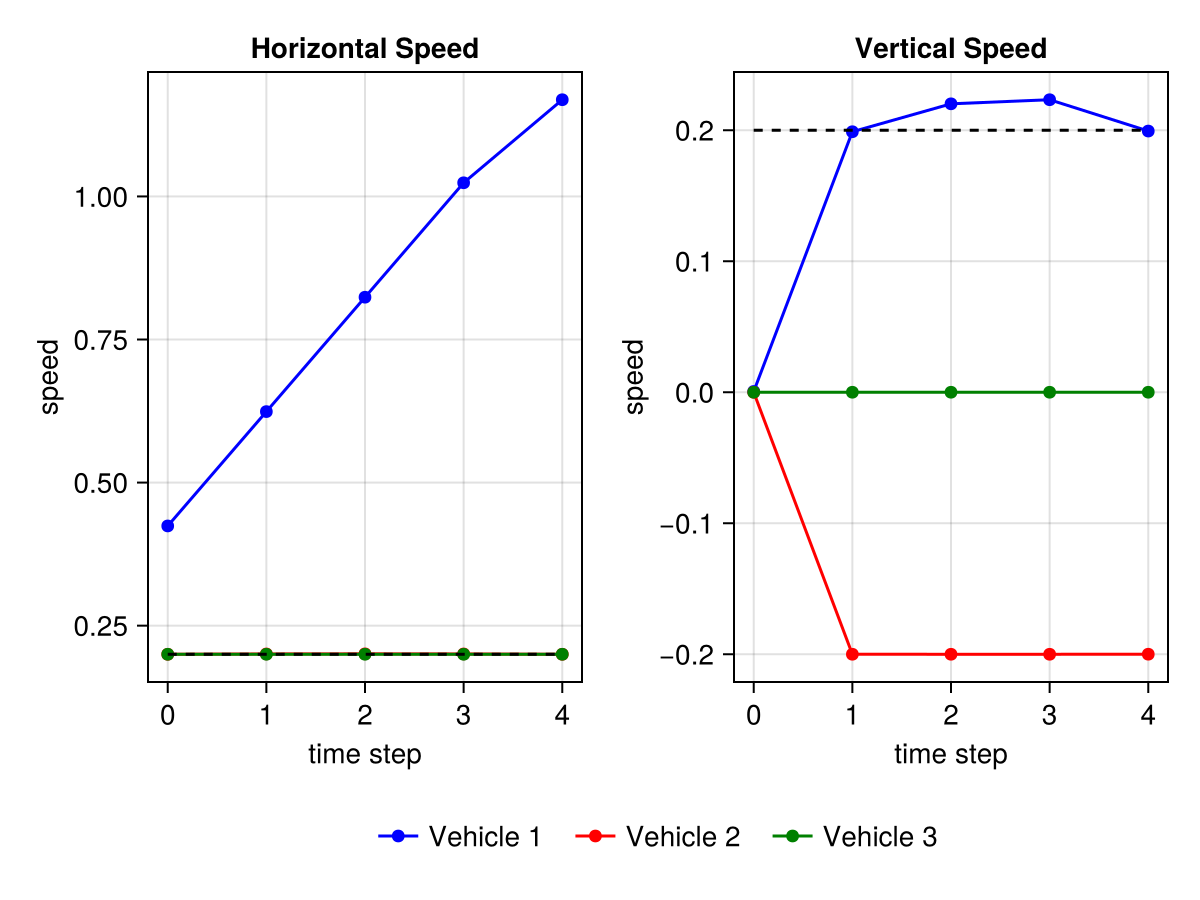 Horizontal Speed
Vertical Speed
speed
1.00
0.75
0.50
0.25
0 1 2 3 4
time step
speed
0.2
0.1
0.0
−0.1
−0.2
0 1 2 3 4
time step
Vehicle 1 Vehicle 2 Vehicle 3